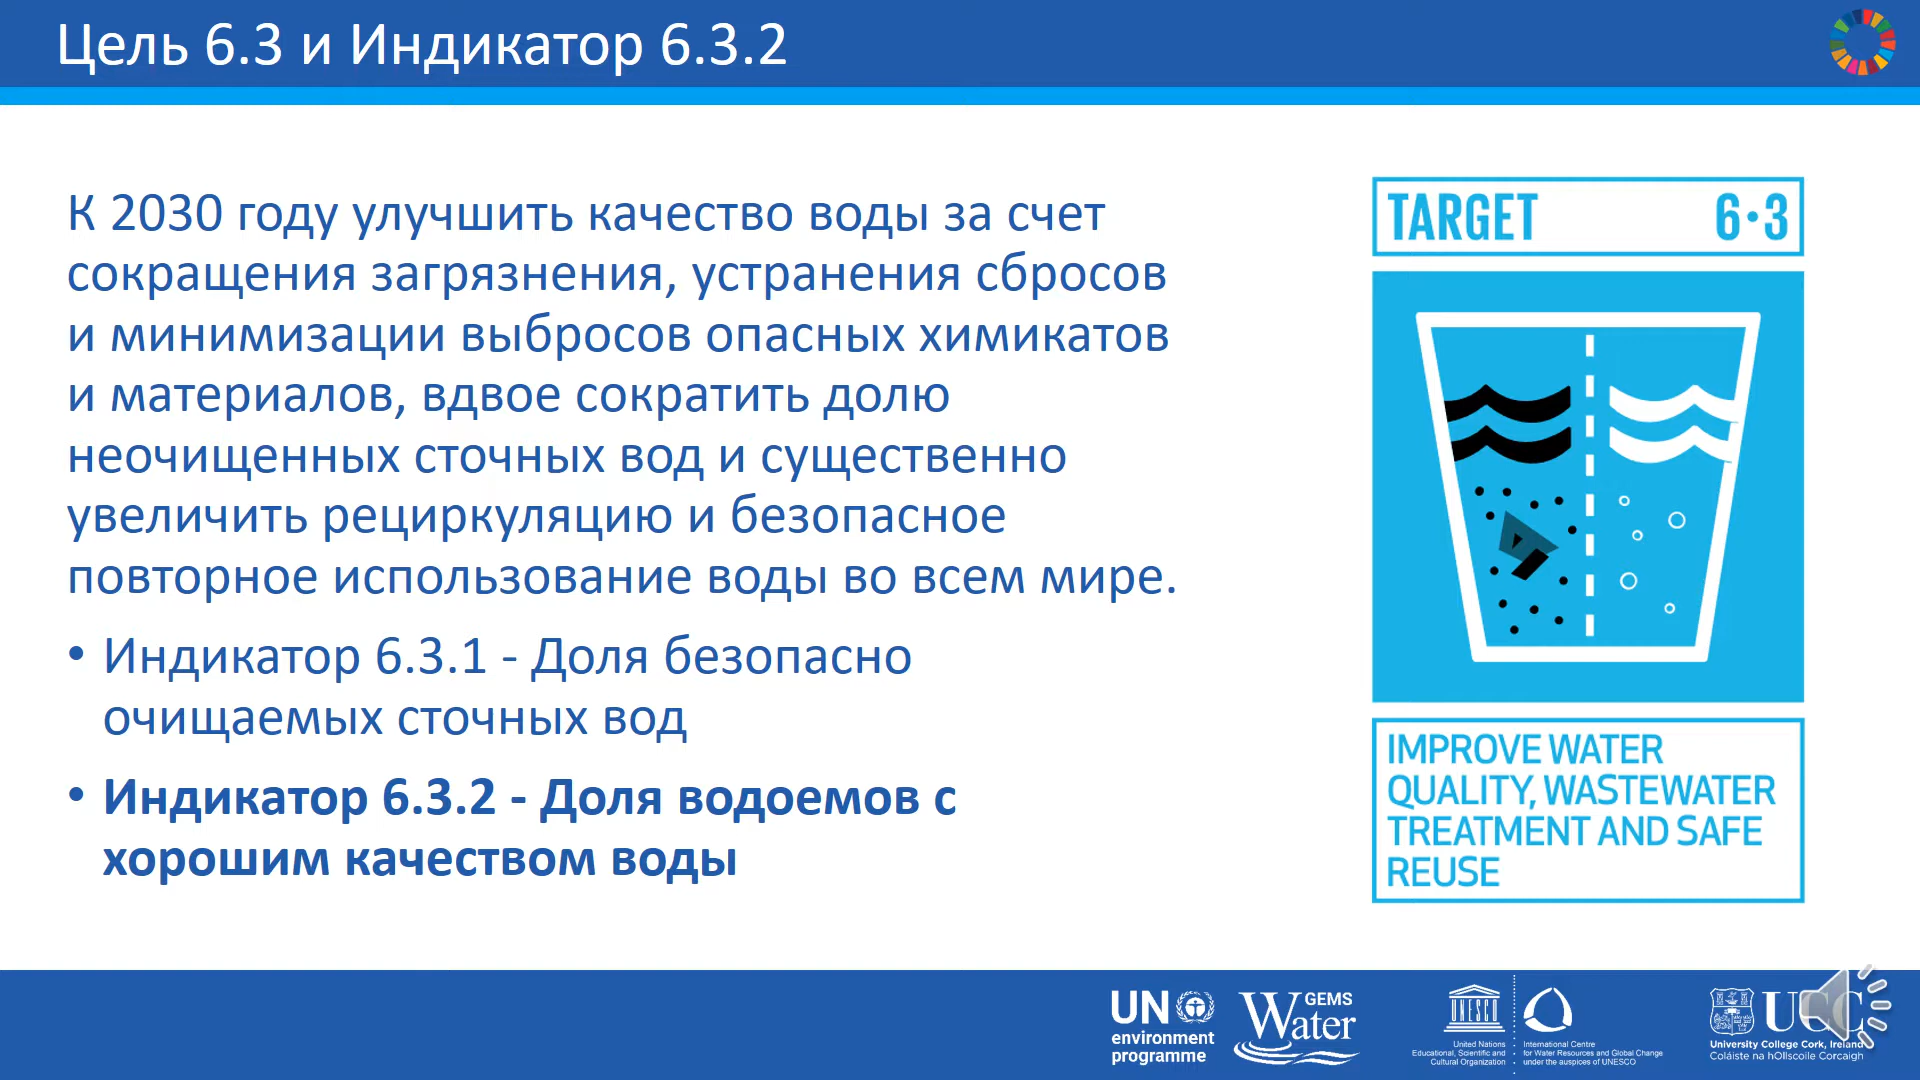 Цель 6.3 и Индикатор 6.3.2
К 2030 году улучшить качество воды за счет
сокращения загрязнения, устранения сбросов
и минимизации выбросов опасных химикатов
и материалов, вдвое сократить долю
неочищенных сточных вод и существенно
увеличить рециркуляцию и безопасное
повторное использование воды во всем мире.
• Индикатор 6.3.1 - Доля безопасно
очищаемых сточных вод
• Индикатор 6.3.2 - Доля водоемов с
хорошим качеством воды
TARGET 6·3
IMPROVE WATER
QUALITY, WASTEWATER
TREATMENT AND SAFE
REUSE
UN
environment
programme
GEMS
Water
UNESCO
United Nations
Educational, Scientific and
Cultural Organization
International Centre
for Water Resources and Global Change
under the auspices of UNESCO
UCC
University College Cork, Ireland
Coláiste na hOllscoile Corcaigh